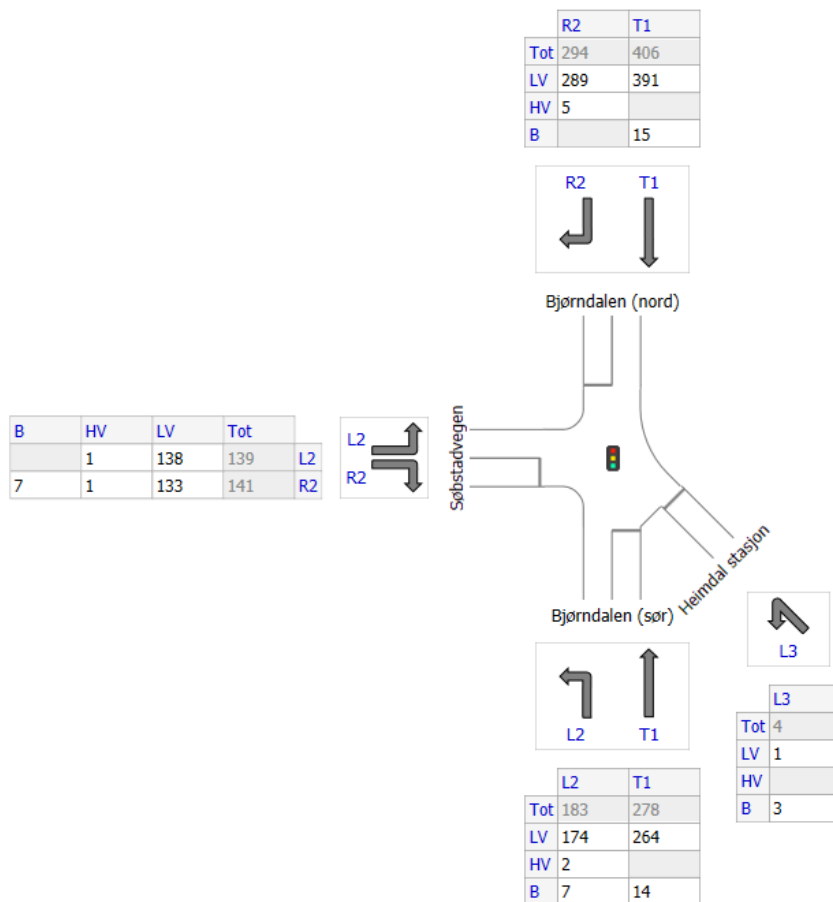 R2 T1
Tot 294 406
LV 289 391
HV 5
B 15
R2 T1
Bjørndalen (nord)
B HV LV Tot
1 138 139 L2
7 1 133 141 R2
L2
R2
Søbstadvegen
Heimdal stasjon
Bjørndalen (sør)
L2 T1
L3
L3
Tot 4
LV 1
HV
B 3
L2 T1
Tot 183 278
LV 174 264
HV 2
B 7 14